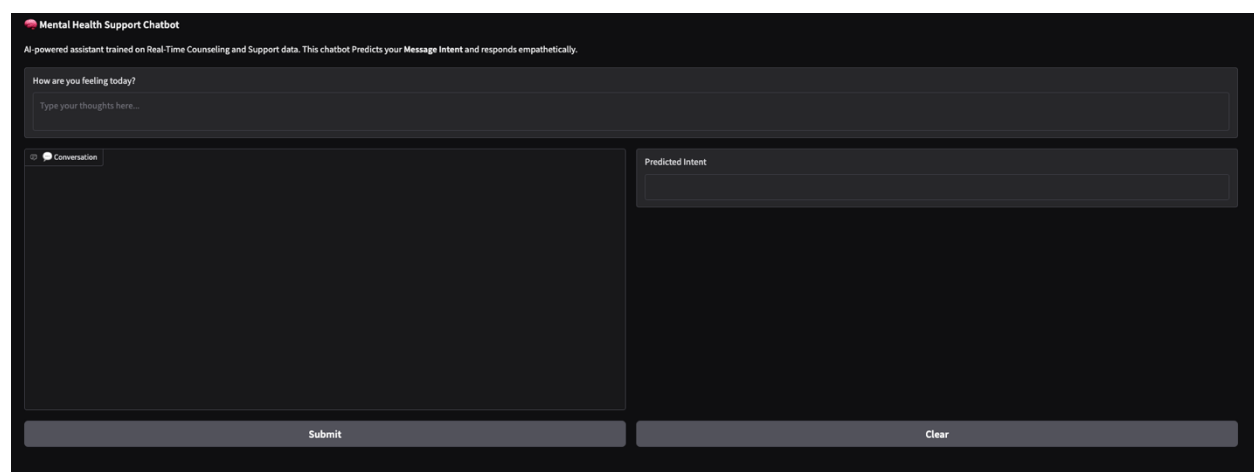 🧠 Mental Health Support Chatbot
AI-powered assistant trained on Real-Time Counseling and Support data. This chatbot Predicts your Message Intent and responds empathetically.
How are you feeling today?
Type your thoughts here...
💬 Conversation
Predicted Intent
Submit
Clear